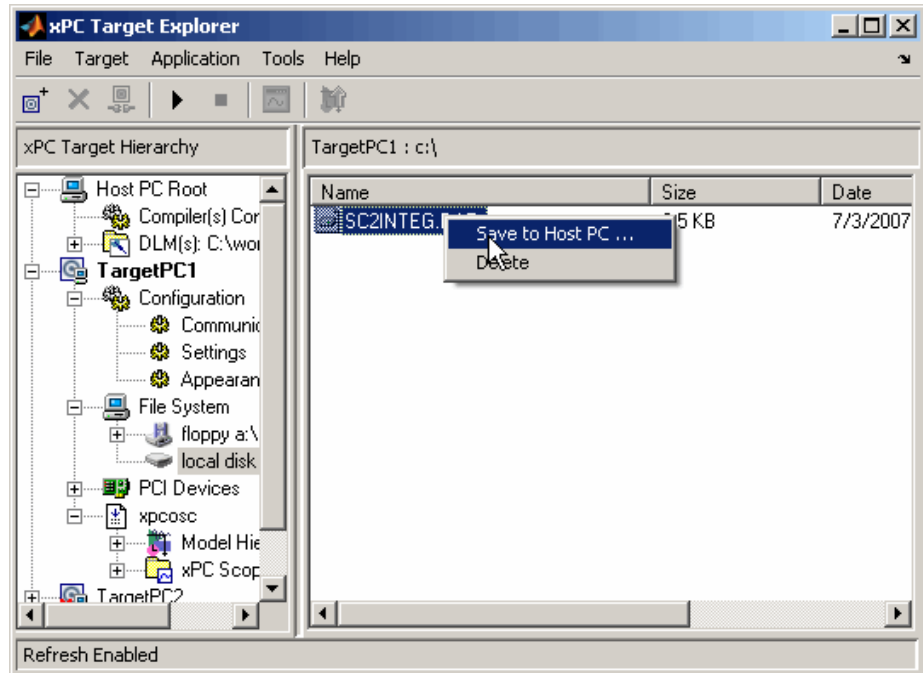 xPC Target Explorer
File Target Application Tools Help
xPC Target Hierarchy
TargetPC1 : c:\
Host PC Root
Compiler(s) Cor
DLM(s): C:\wor
TargetPC1
Configuration
Communic
Settings
Appearan
File System
floppy a:\
local disk
PCI Devices
xpcosc
Model Hie
xPC Scop
TargetPC2
Name Size Date
SC2INTEG. 5 KB 7/3/2007
Save to Host PC ...
Delete
Refresh Enabled